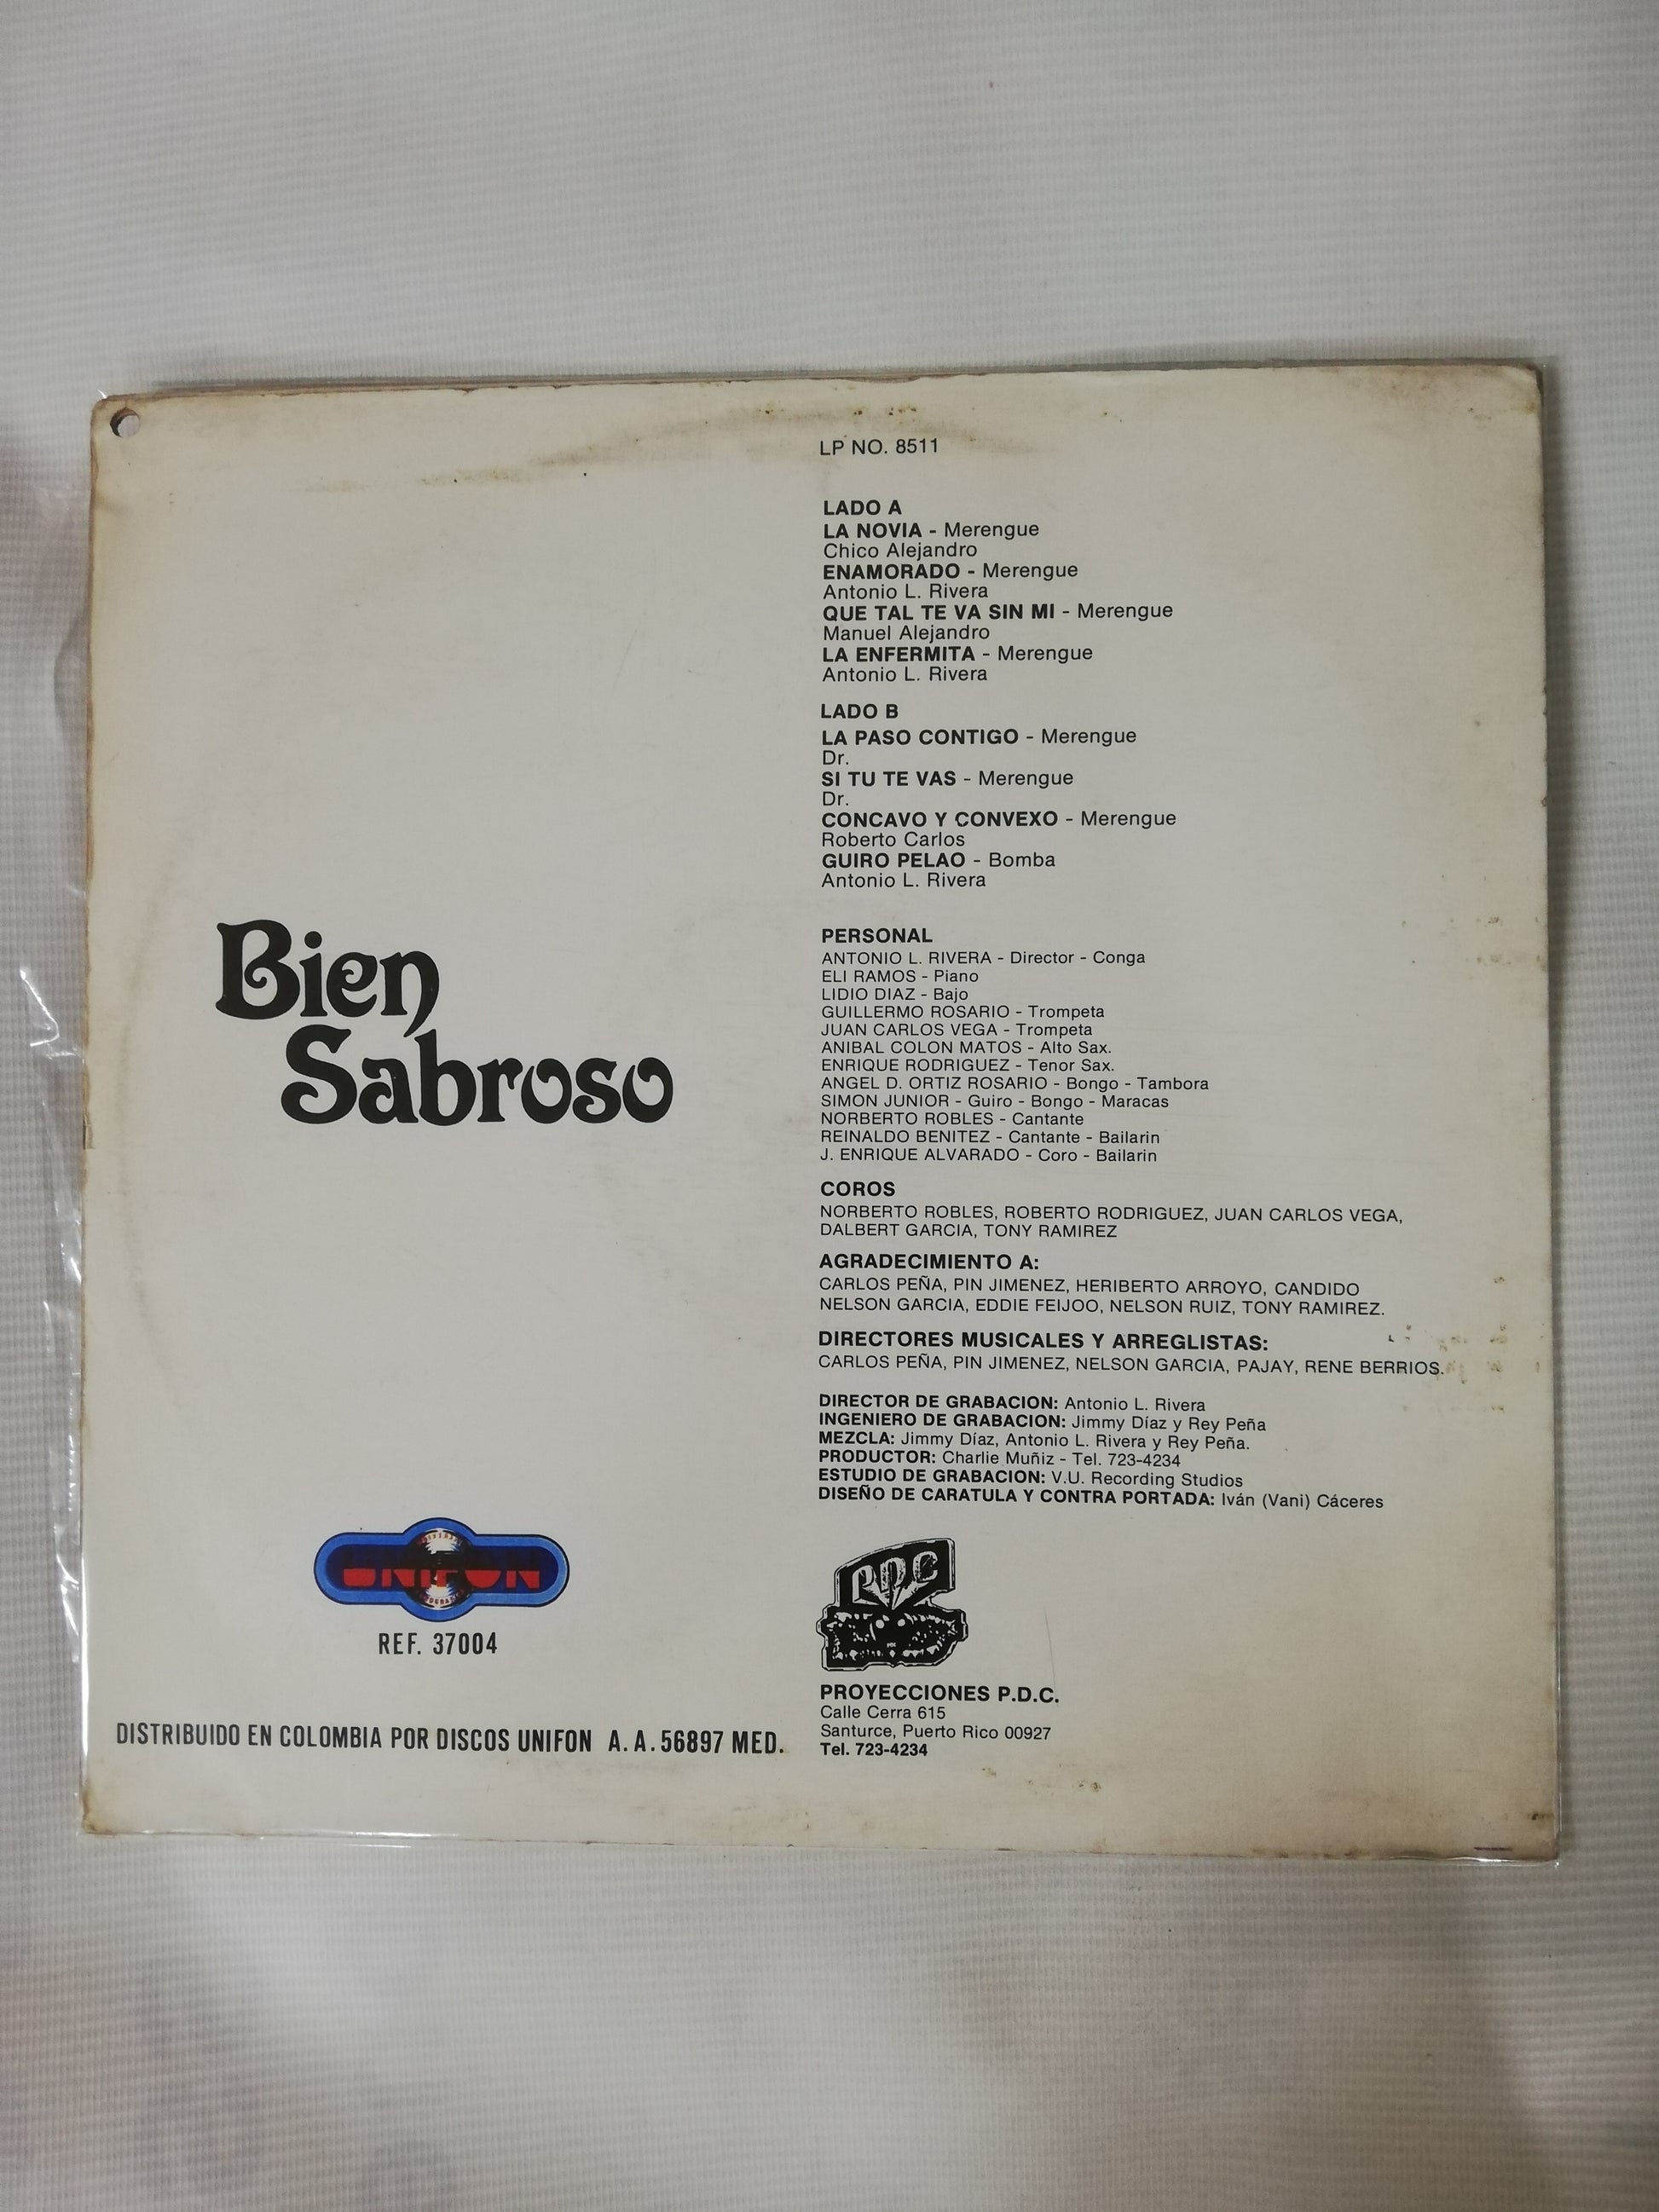 LP NO. 8511
LADO A
LA NOVIA - Merengue
Chico Alejandro
ENAMORADO - Merengue
Antonio L. Rivera
QUE TAL TE VA SIN MI - Merengue
Manuel Alejandro
LA ENFERMITA - Merengue
Antonio L. Rivera
LADO B
LA PASO CONTIGO - Merengue
Dr.
SI TU TE VAS - Merengue
Dr.
CONCAVO Y CONVEXO - Merengue
Roberto Carlos
GUIRO PELAO - Bomba
Antonio L. Rivera
Bien
Sabroso
PERSONAL
ANTONIO L. RIVERA - Director - Conga
ELI RAMOS - Piano
LIDIO DIAZ - Bajo
GUILLERMO ROSARIO - Trompeta
JUAN CARLOS VEGA - Trompeta
ANIBAL COLON MATOS - Alto Sax.
ENRIQUE RODRIGUEZ - Tenor Sax.
ANGEL D. ORTIZ ROSARIO - Bongo - Tambora
SIMON JUNIOR - Guiro - Bongo - Maracas
NORBERTO ROBLES - Cantante
REINALDO BENITEZ - Cantante - Bailarin
J. ENRIQUE ALVARADO - Coro - Bailarin
COROS
NORBERTO ROBLES, ROBERTO RODRIGUEZ, JUAN CARLOS VEGA,
DALBERT GARCIA, TONY RAMIREZ
AGRADECIMIENTO A:
CARLOS PEÑA, PIN JIMENEZ, HERIBERTO ARROYO, CANDIDO
NELSON GARCIA, EDDIE FEIJOO, NELSON RUIZ, TONY RAMIREZ.
DIRECTORES MUSICALES Y ARREGLISTAS:
CARLOS PEÑA, PIN JIMENEZ, NELSON GARCIA, PAJAY, RENE BERRIOS.
DIRECTOR DE GRABACION: Antonio L. Rivera
INGENIERO DE GRABACION: Jimmy Díaz y Rey Peña
MEZCLA: Jimmy Díaz, Antonio L. Rivera y Rey Peña.
PRODUCTOR: Charlie Muñiz - Tel. 723-4234
ESTUDIO DE GRABACION: V.U. Recording Studios
DISEÑO DE CARATULA Y CONTRA PORTADA: Iván (Vani) Cáceres
UNIFON
REF. 37004
DISTRIBUIDO EN COLOMBIA POR DISCOS UNIFON A.A. 56897 MED.
PDC
PROYECCIONES P.D.C.
Calle Cerra 615
Santurce, Puerto Rico 00927
Tel. 723-4234